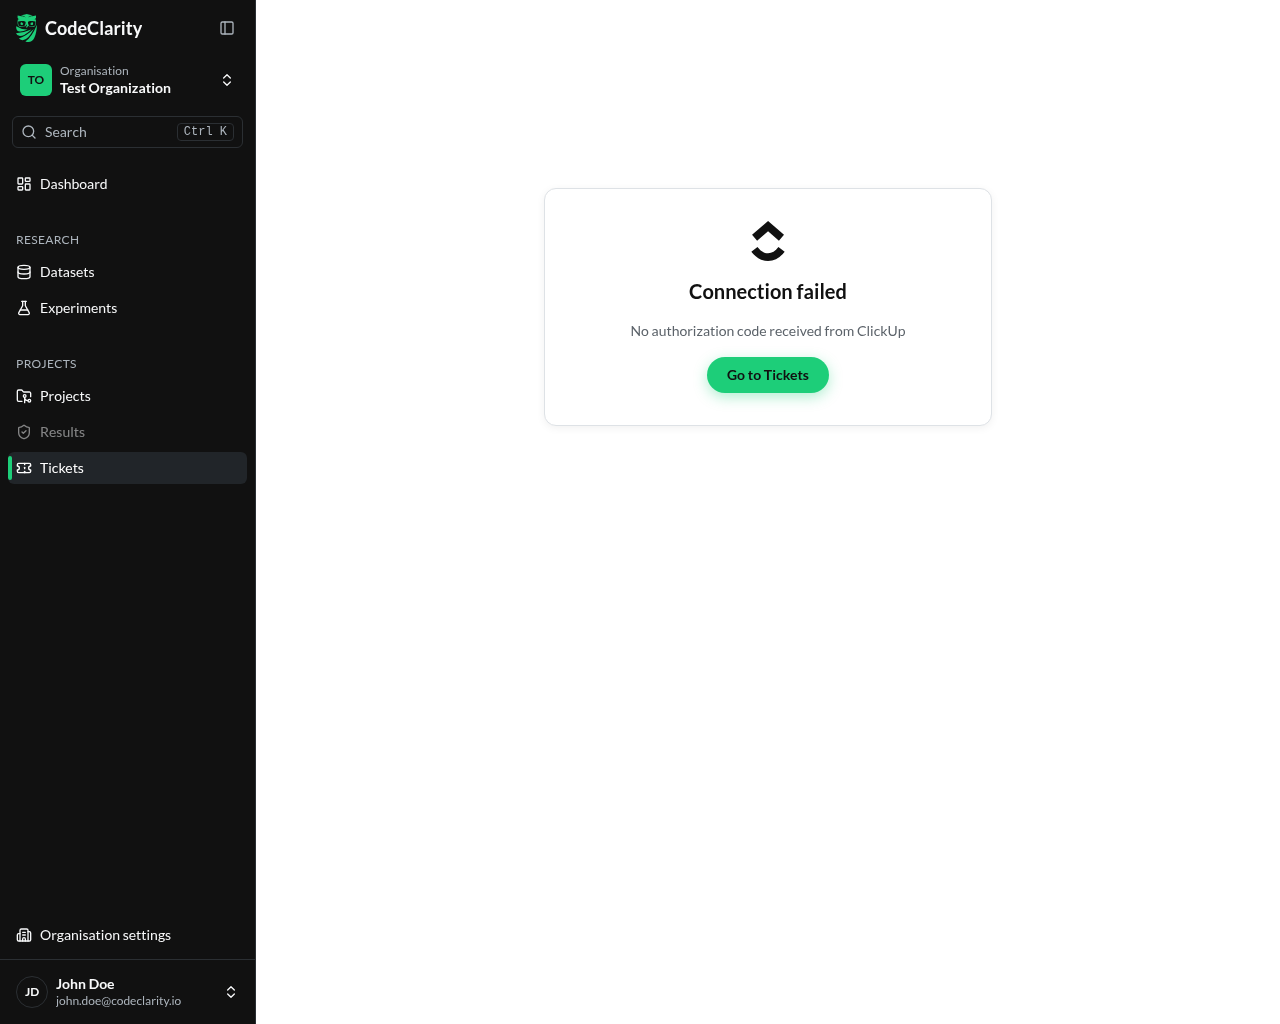 CodeClarity
TO
Organisation
Test Organization
Search
Ctrl K
Dashboard
RESEARCH
Datasets
Experiments
PROJECTS
Projects
Results
Tickets
Connection failed
No authorization code received from ClickUp
Go to Tickets
Organisation settings
JD
John Doe
john.doe@codeclarity.io